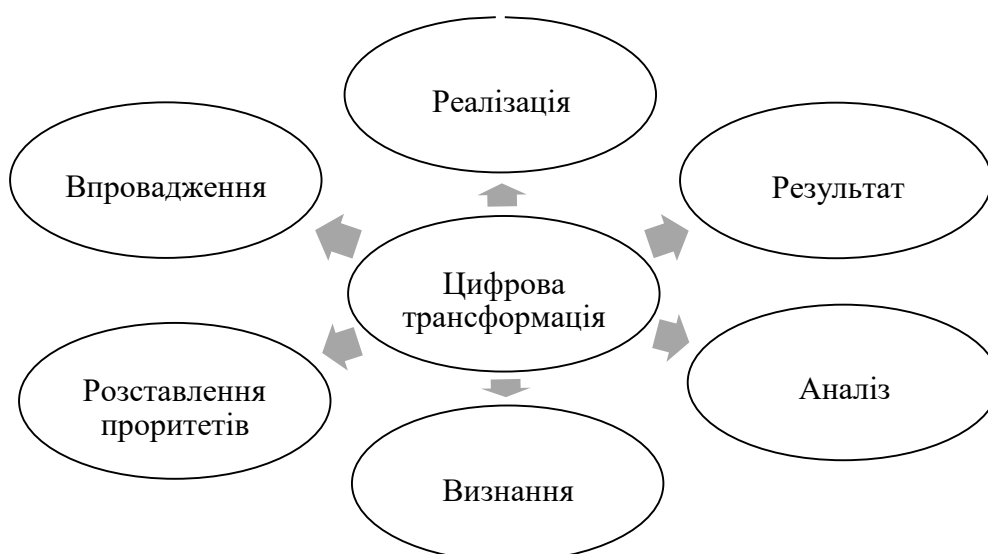 Реалізація
Впровадження
Результат
Цифрова
трансформація
Розставлення
проритетів
Аналіз
Визнання